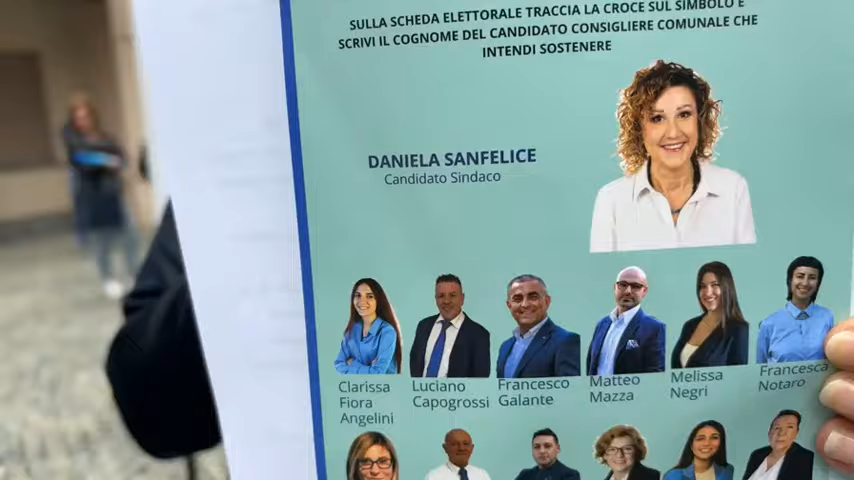 SULLA SCHEDA ELETTORALE TRACCIA LA CROCE SUL SIMBOLO E
SCRIVI IL COGNOME DEL CANDIDATO CONSIGLIERE COMUNALE CHE
INTENDI SOSTENERE
DANIELA SANFELICE
Candidato Sindaco
Clarissa
Fiora
Angelini
Luciano
Capogrossi
Francesco
Galante
Matteo
Mazza
Melissa
Negri
Francesca
Notaro